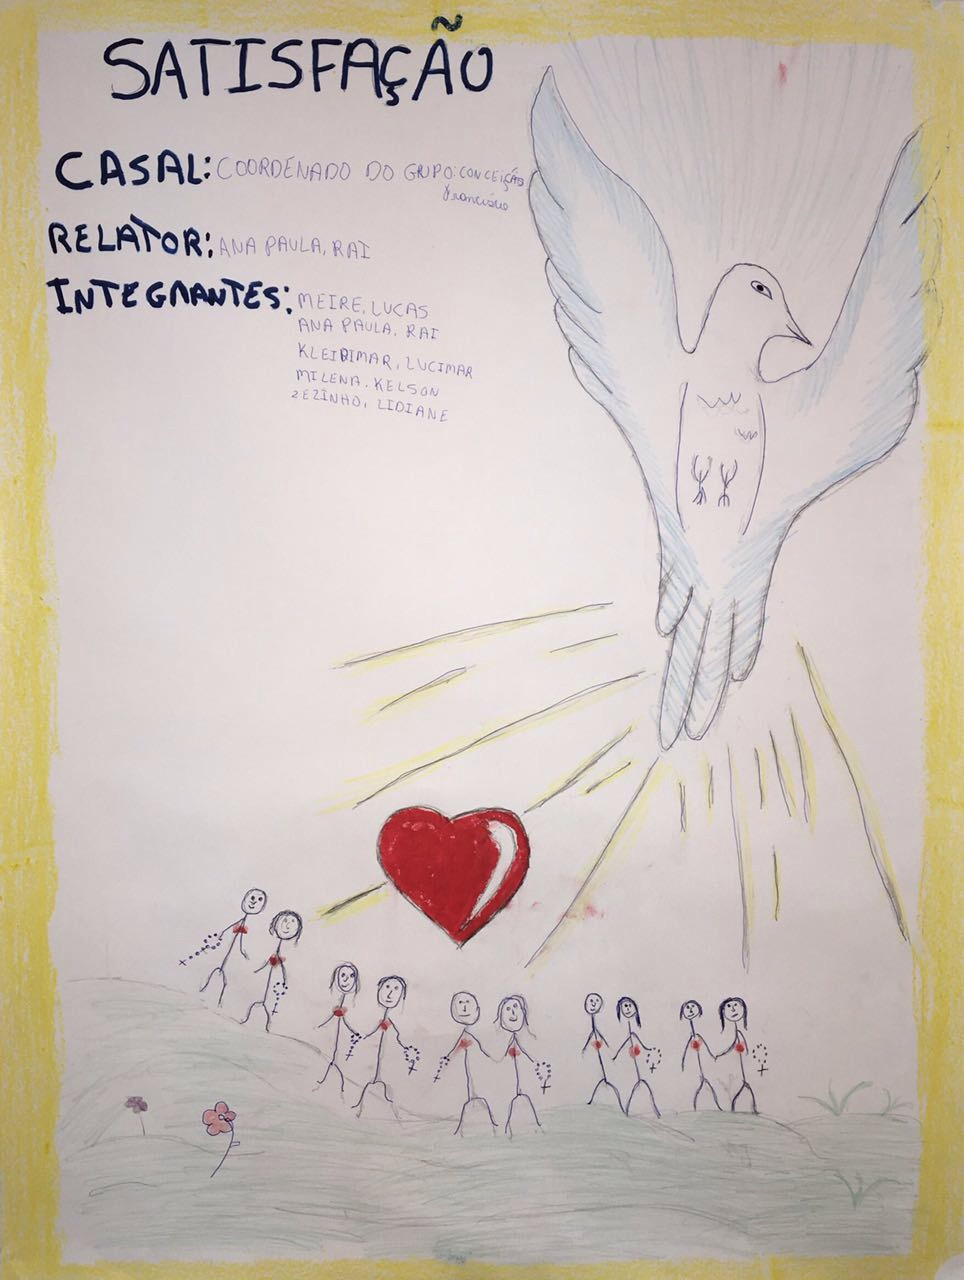 SATISFAÇÃO
CASAL: COORDENADO DO GRUPO: CONCEIÇÃO
Francisco
RELATOR: ANA PAULA, RAI
INTEGRANTES: MEIRE, LUCAS
ANA PAULA, RAI
KLEIBIMAR, LUCIMAR
MILENA, KELSON
ZEZINHO, LIDIANE